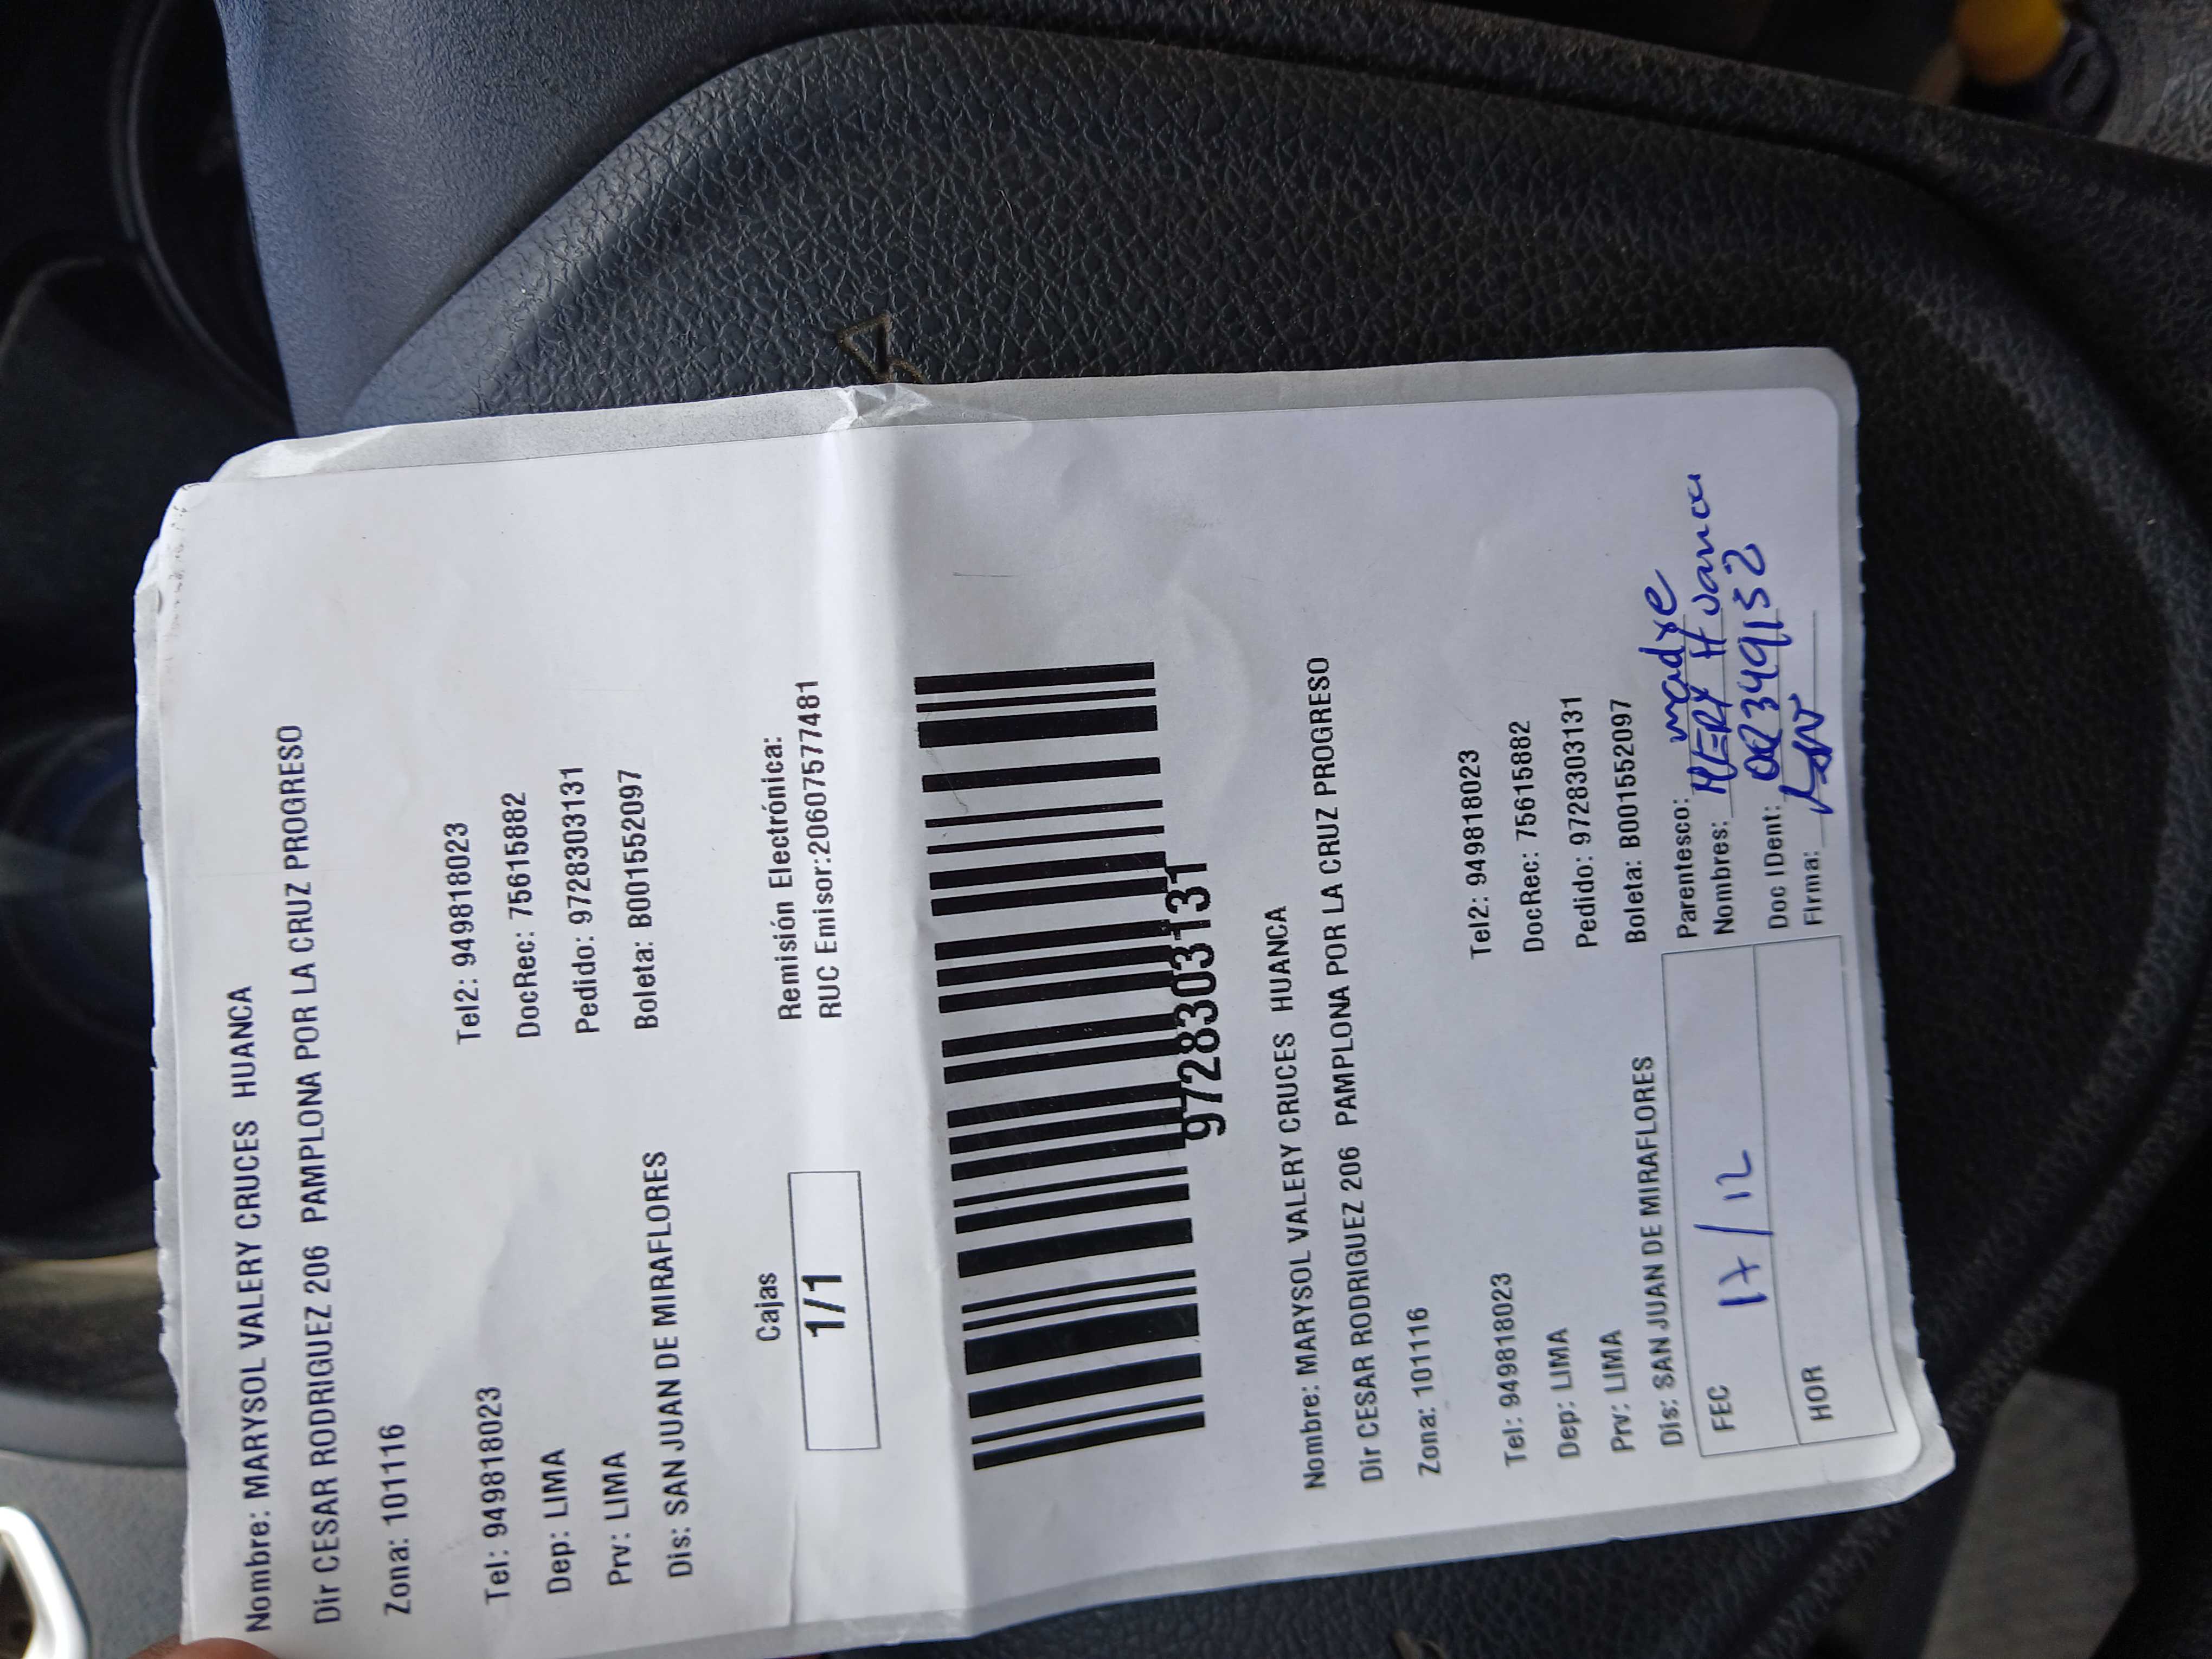 Nombre: MARYSOL VALERY CRUCES HUANCA
Dir CESAR RODRIGUEZ 206 PAMPLONA POR LA CRUZ PROGRESO
Zona: 101116
Tel: 949818023 Tel2: 949818023
Dep: LIMA DocRec: 75615882
Prv: LIMA Pedido: 9728303131
Dis: SAN JUAN DE MIRAFLORES Boleta: B001552097
Cajas
1/1
Remisión Electrónica:
RUC Emisor:20607577481
9728303131
Nombre: MARYSOL VALERY CRUCES HUANCA
Dir CESAR RODRIGUEZ 206 PAMPLONA POR LA CRUZ PROGRESO
Zona: 101116
Tel: 949818023 Tel2: 949818023
Dep: LIMA DocRec: 75615882
Prv: LIMA Pedido: 9728303131
Dis: SAN JUAN DE MIRAFLORES Boleta: B001552097
FEC 17/12
HOR
Parentesco: madre
Nombres: MERY Huanca
Doc IDent:
Firma: